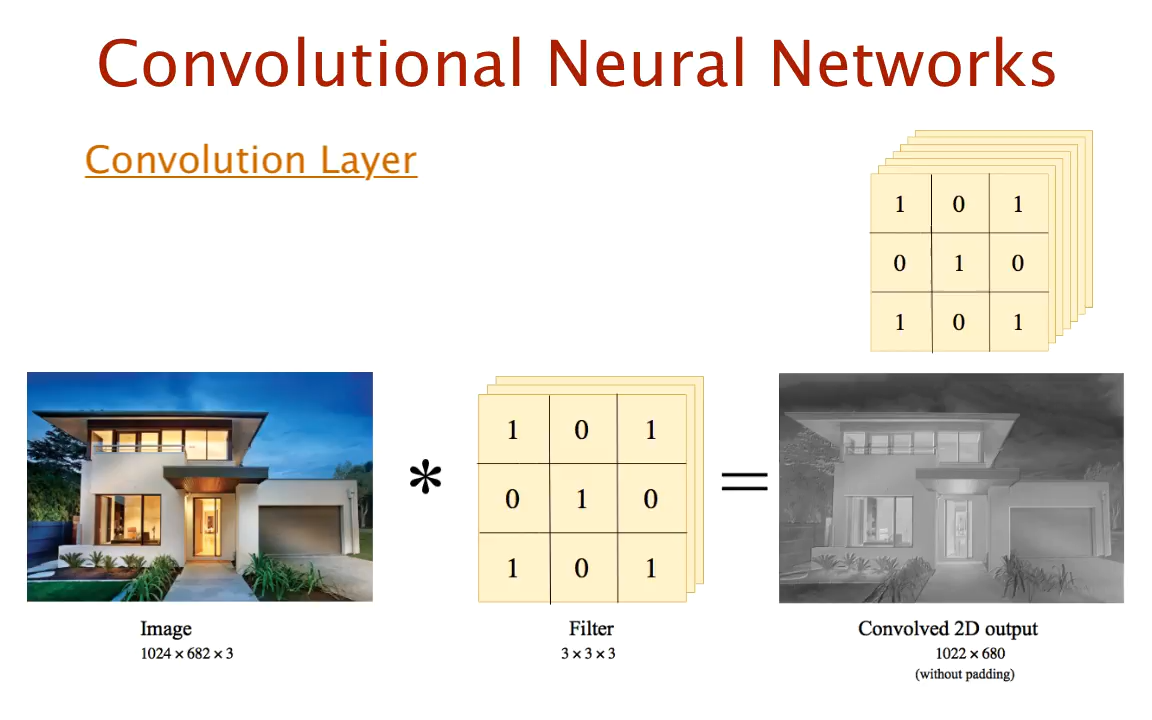 Convolutional Neural Networks
Convolution Layer
1 0 1
0 1 0
1 0 1
1 0 1
0 1 0
1 0 1
*
=
Image
1024 × 682 × 3
Filter
3 × 3 × 3
Convolved 2D output
1022 × 680
(without padding)